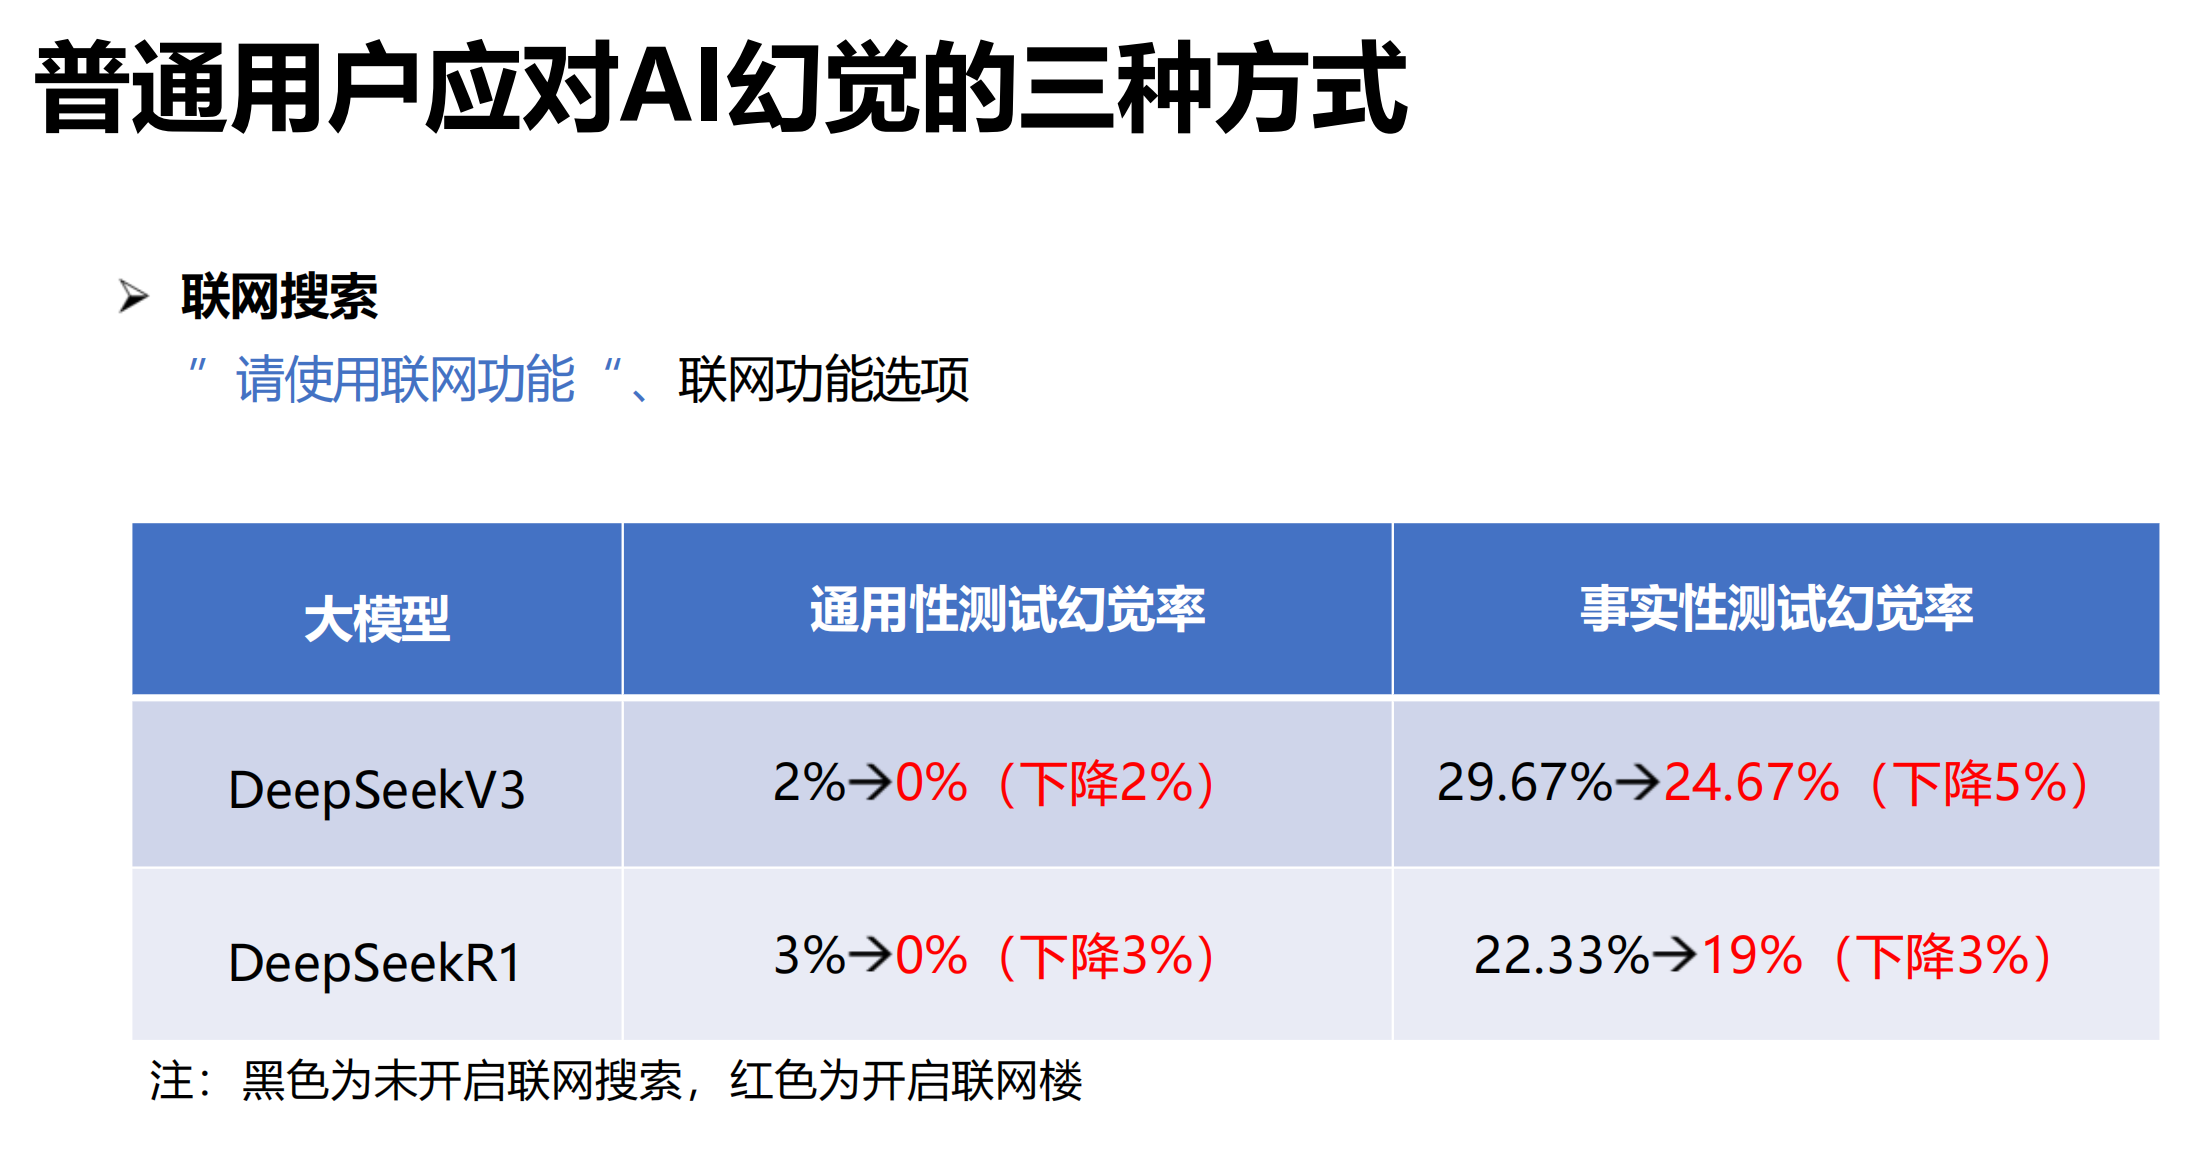 普通用户应对AI幻觉的三种方式
➢ 联网搜索
”请使用联网功能“、联网功能选项
大模型 通用性测试幻觉率 事实性测试幻觉率
DeepSeekV3 2%→0%（下降2%） 29.67%→24.67%（下降5%）
DeepSeekR1 3%→0%（下降3%） 22.33%→19%（下降3%）
注：黑色为未开启联网搜索，红色为开启联网楼